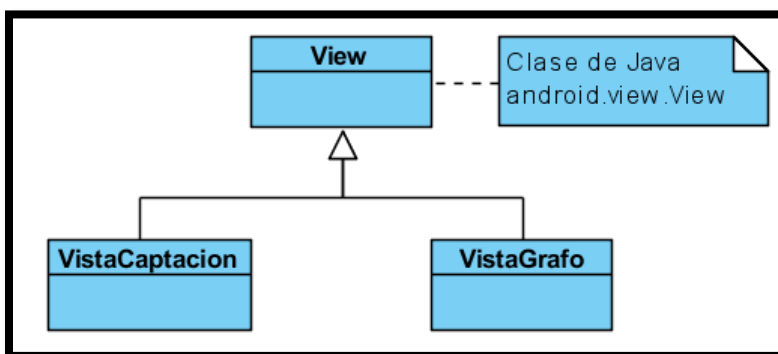 View
Clase de Java
android.view.View
VistaCaptacion
VistaGrafo